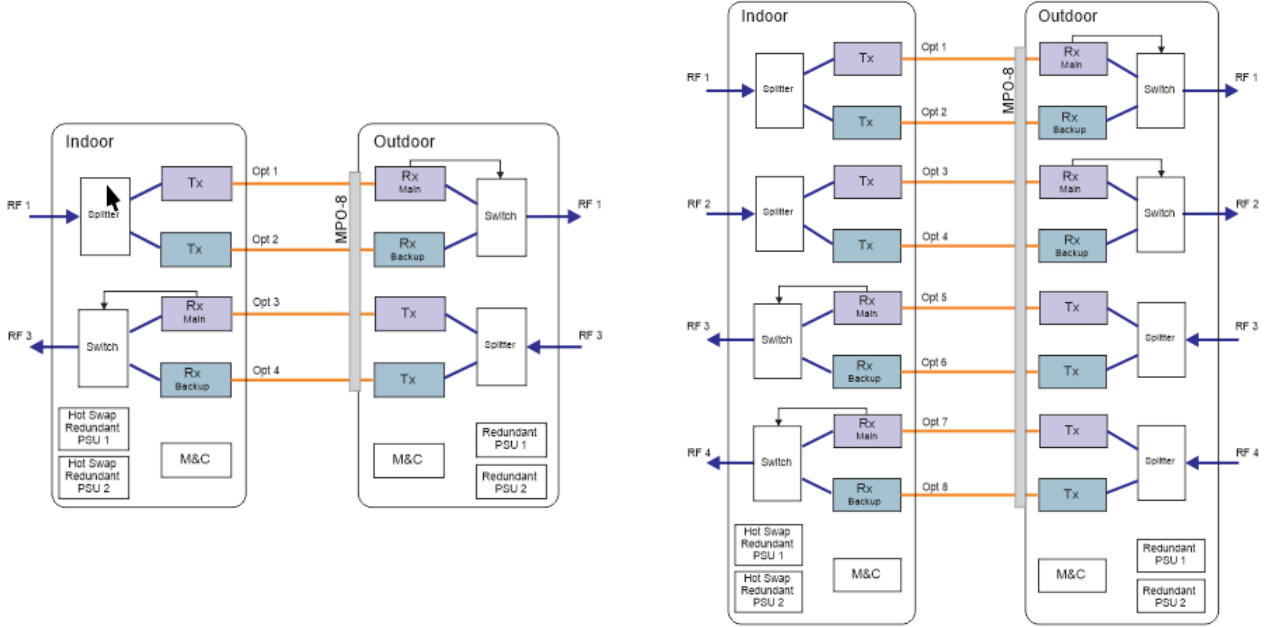 Indoor
Outdoor
RF 1
Splitter
Tx
Opt 1
Rx
Main
Switch
RF 1
Tx
Opt 2
MPO-8
Rx
Backup
RF 3
Switch
Rx
Main
Opt 3
Tx
Splitter
RF 3
Rx
Backup
Opt 4
Tx
Hot Swap
Redundant
PSU 1
Hot Swap
Redundant
PSU 2
M&C
M&C
Redundant
PSU 1
Redundant
PSU 2
Indoor
Outdoor
RF 1
Splitter
Tx
Opt 1
MPO-8
Rx
Main
Switch
RF 1
Tx
Opt 2
Rx
Backup
RF 2
Splitter
Tx
Opt 3
Rx
Main
Switch
RF 2
Tx
Opt 4
Rx
Backup
RF 3
Switch
Rx
Main
Opt 5
Tx
Splitter
RF 3
Rx
Backup
Opt 6
Tx
RF 4
Switch
Rx
Main
Opt 7
Tx
Splitter
RF 4
Rx
Backup
Opt 8
Tx
Hot Swap
Redundant
PSU 1
Hot Swap
Redundant
PSU 2
M&C
M&C
Redundant
PSU 1
Redundant
PSU 2